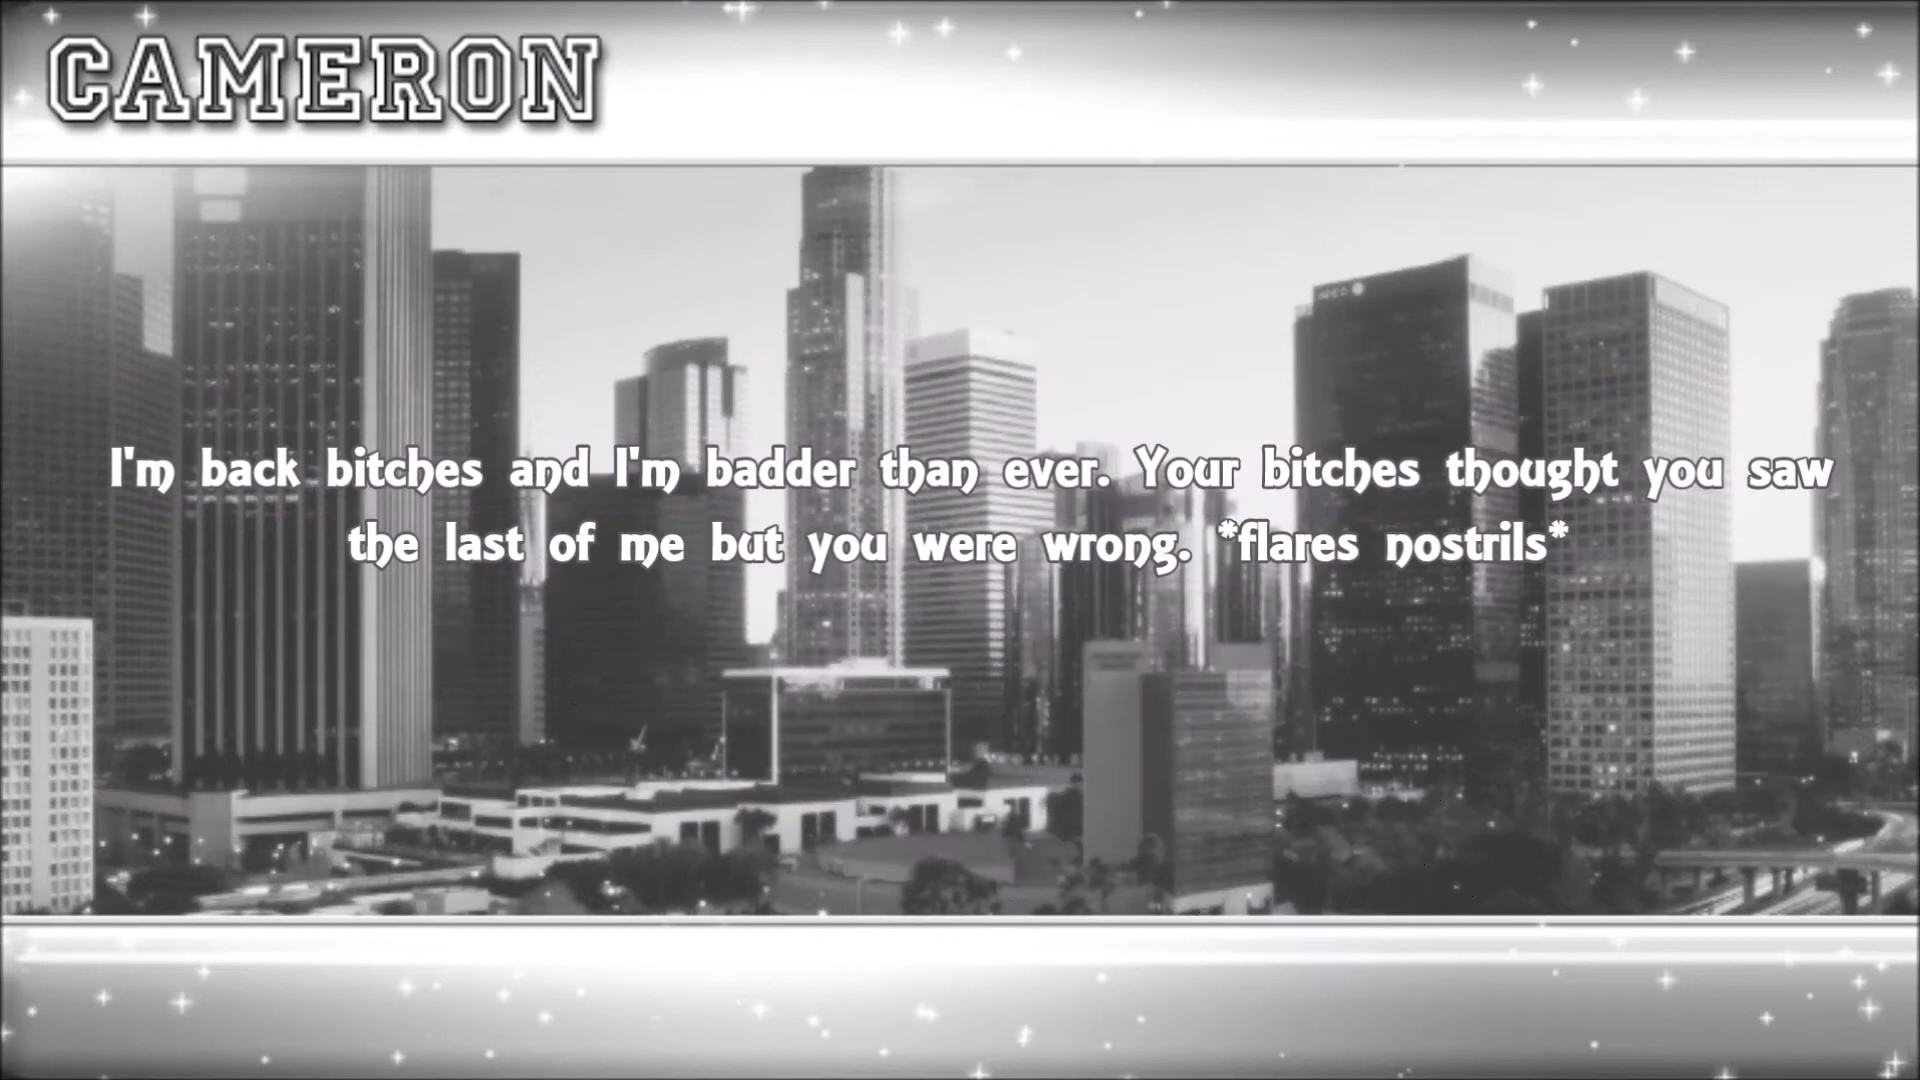 CAMERON
I'm back bitches and I'm badder than ever. Your bitches thought you saw
the last of me but you were wrong. *flares nostrils*